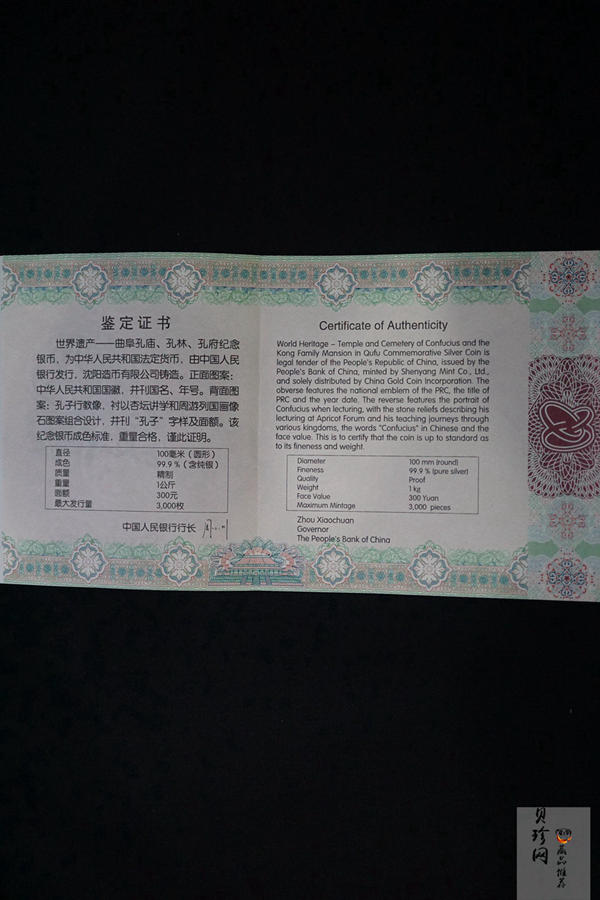 鉴定证书
世界遗产——曲阜孔庙、孔林、孔府纪念
银币，为中华人民共和国法定货币，由中国人民
银行发行，沈阳造币有限公司铸造。正面图案：
中华人民共和国国徽，并刊国名、年号。背面图
案：孔子行教像，衬以杏坛讲学和周游列国画像
石图案组合设计，并刊“孔子”字样及面额。该
纪念银币成色标准，重量合格，谨此证明。
直径 100毫米（圆形）
成色 99.9％（含纯银）
质量 精制
重量 1公斤
面额 300元
最大发行量 3,000枚
中国人民银行行长
Certificate of Authenticity
World Heritage – Temple and Cemetery of Confucius and the
Kong Family Mansion in Qufu Commemorative Silver Coin is
legal tender of the People's Republic of China, issued by the
People's Bank of China, minted by Shenyang Mint Co., Ltd.,
and solely distributed by China Gold Coin Incorporation. The
obverse features the national emblem of the PRC, the title of
PRC and the year date. The reverse features the portrait of
Confucius when lecturing, with the stone reliefs describing his
lecturing at Apricot Forum and his teaching journeys through
various kingdoms, the words "Confucius" in Chinese and the
face value. This is to certify that the coin is up to standard as
to its fineness and weight.
Diameter 100 mm (round)
Fineness 99.9 % (pure silver)
Quality Proof
Weight 1 kg
Face Value 300 Yuan
Maximum Mintage 3,000 pieces
Zhou Xiaochuan
Governor
The People's Bank of China
贝珍网
藏品推荐